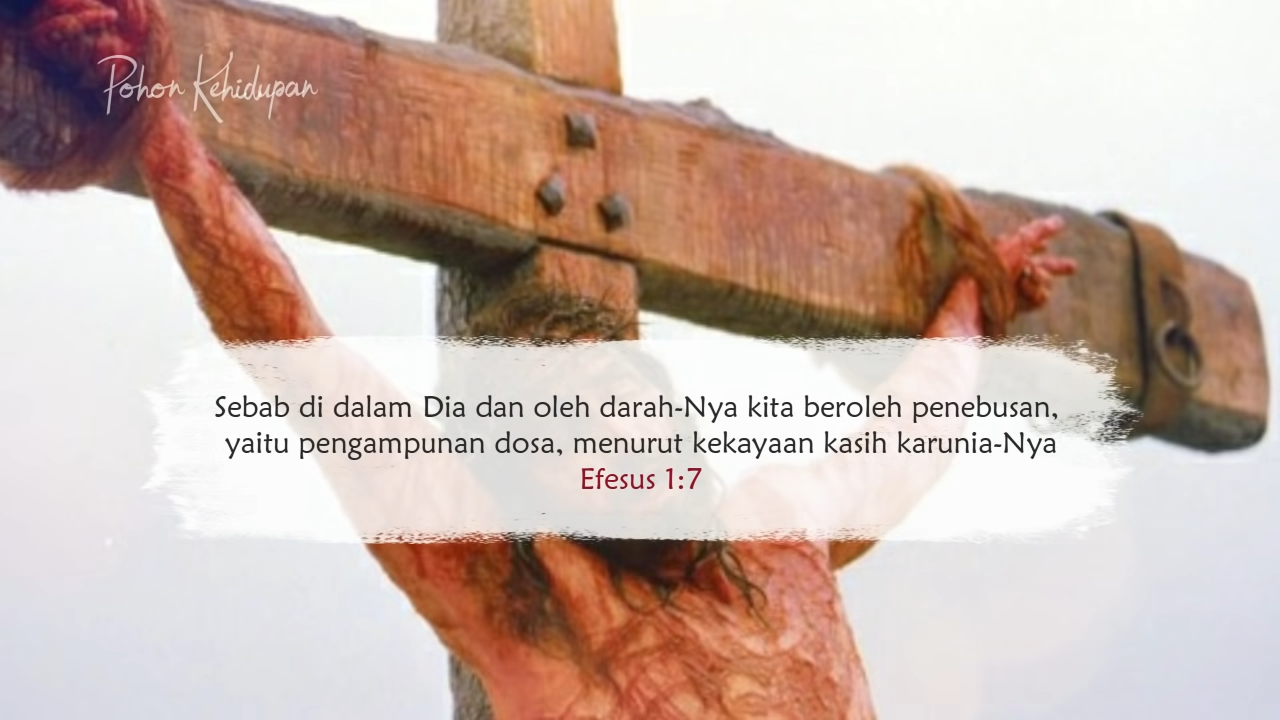 Pohon Kehidupan
Sebab di dalam Dia dan oleh darah-Nya kita beroleh penebusan,
yaitu pengampunan dosa, menurut kekayaan kasih karunia-Nya
Efesus 1:7